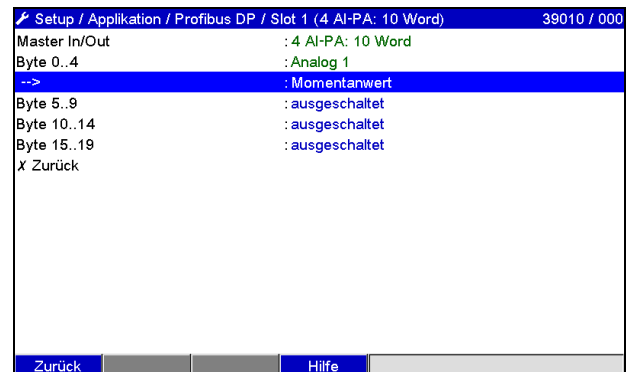 Setup / Applikation / Profibus DP / Slot 1 (4 AI-PA: 10 Word) 39010 / 000
Master In/Out : 4 AI-PA: 10 Word
Byte 0..4 : Analog 1
--> : Momentanwert
Byte 5..9 : ausgeschaltet
Byte 10..14 : ausgeschaltet
Byte 15..19 : ausgeschaltet
X Zurück
Zurück Hilfe